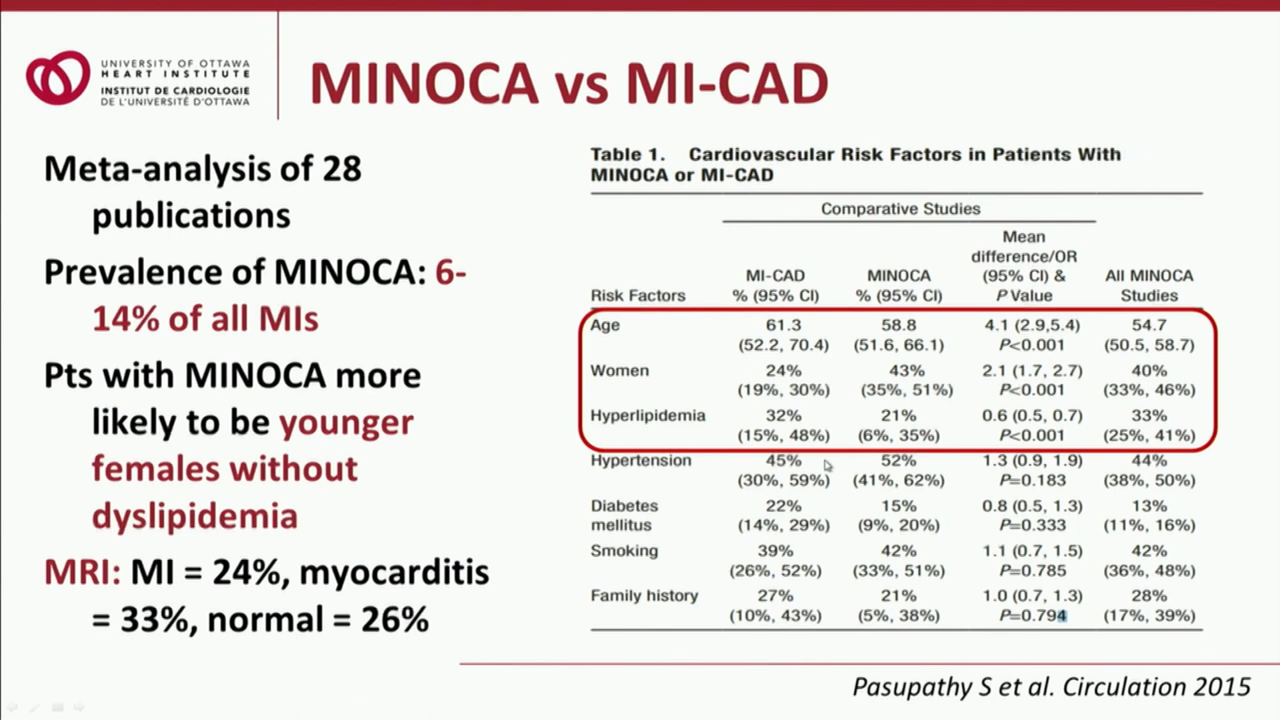 UNIVERSITY OF OTTAWA
HEART INSTITUTE
INSTITUT DE CARDIOLOGIE
DE L'UNIVERSITÉ D'OTTAWA
MINOCA vs MI-CAD
Meta-analysis of 28
publications
Prevalence of MINOCA: 6-
14% of all MIs
Pts with MINOCA more
likely to be younger
females without
dyslipidemia
MRI: MI = 24%, myocarditis
= 33%, normal = 26%
Table 1. Cardiovascular Risk Factors in Patients With
MINOCA or MI-CAD
Comparative Studies
Mean
difference/OR
MI-CAD MINOCA (95% CI) & All MINOCA
Risk Factors % (95% CI) % (95% CI) P Value Studies
Age 61.3 58.8 4.1 (2.9,5.4) 54.7
(52.2, 70.4) (51.6, 66.1) P<0.001 (50.5, 58.7)
Women 24% 43% 2.1 (1.7, 2.7) 40%
(19%, 30%) (35%, 51%) P<0.001 (33%, 46%)
Hyperlipidemia 32% 21% 0.6 (0.5, 0.7) 33%
(15%, 48%) (6%, 35%) P<0.001 (25%, 41%)
Hypertension 45% 52% 1.3 (0.9, 1.9) 44%
(30%, 59%) (41%, 62%) P=0.183 (38%, 50%)
Diabetes 22% 15% 0.8 (0.5, 1.3) 13%
mellitus (14%, 29%) (9%, 20%) P=0.333 (11%, 16%)
Smoking 39% 42% 1.1 (0.7, 1.5) 42%
(26%, 52%) (33%, 51%) P=0.785 (36%, 48%)
Family history 27% 21% 1.0 (0.7, 1.3) 28%
(10%, 43%) (5%, 38%) P=0.794 (17%, 39%)
Pasupathy S et al. Circulation 2015